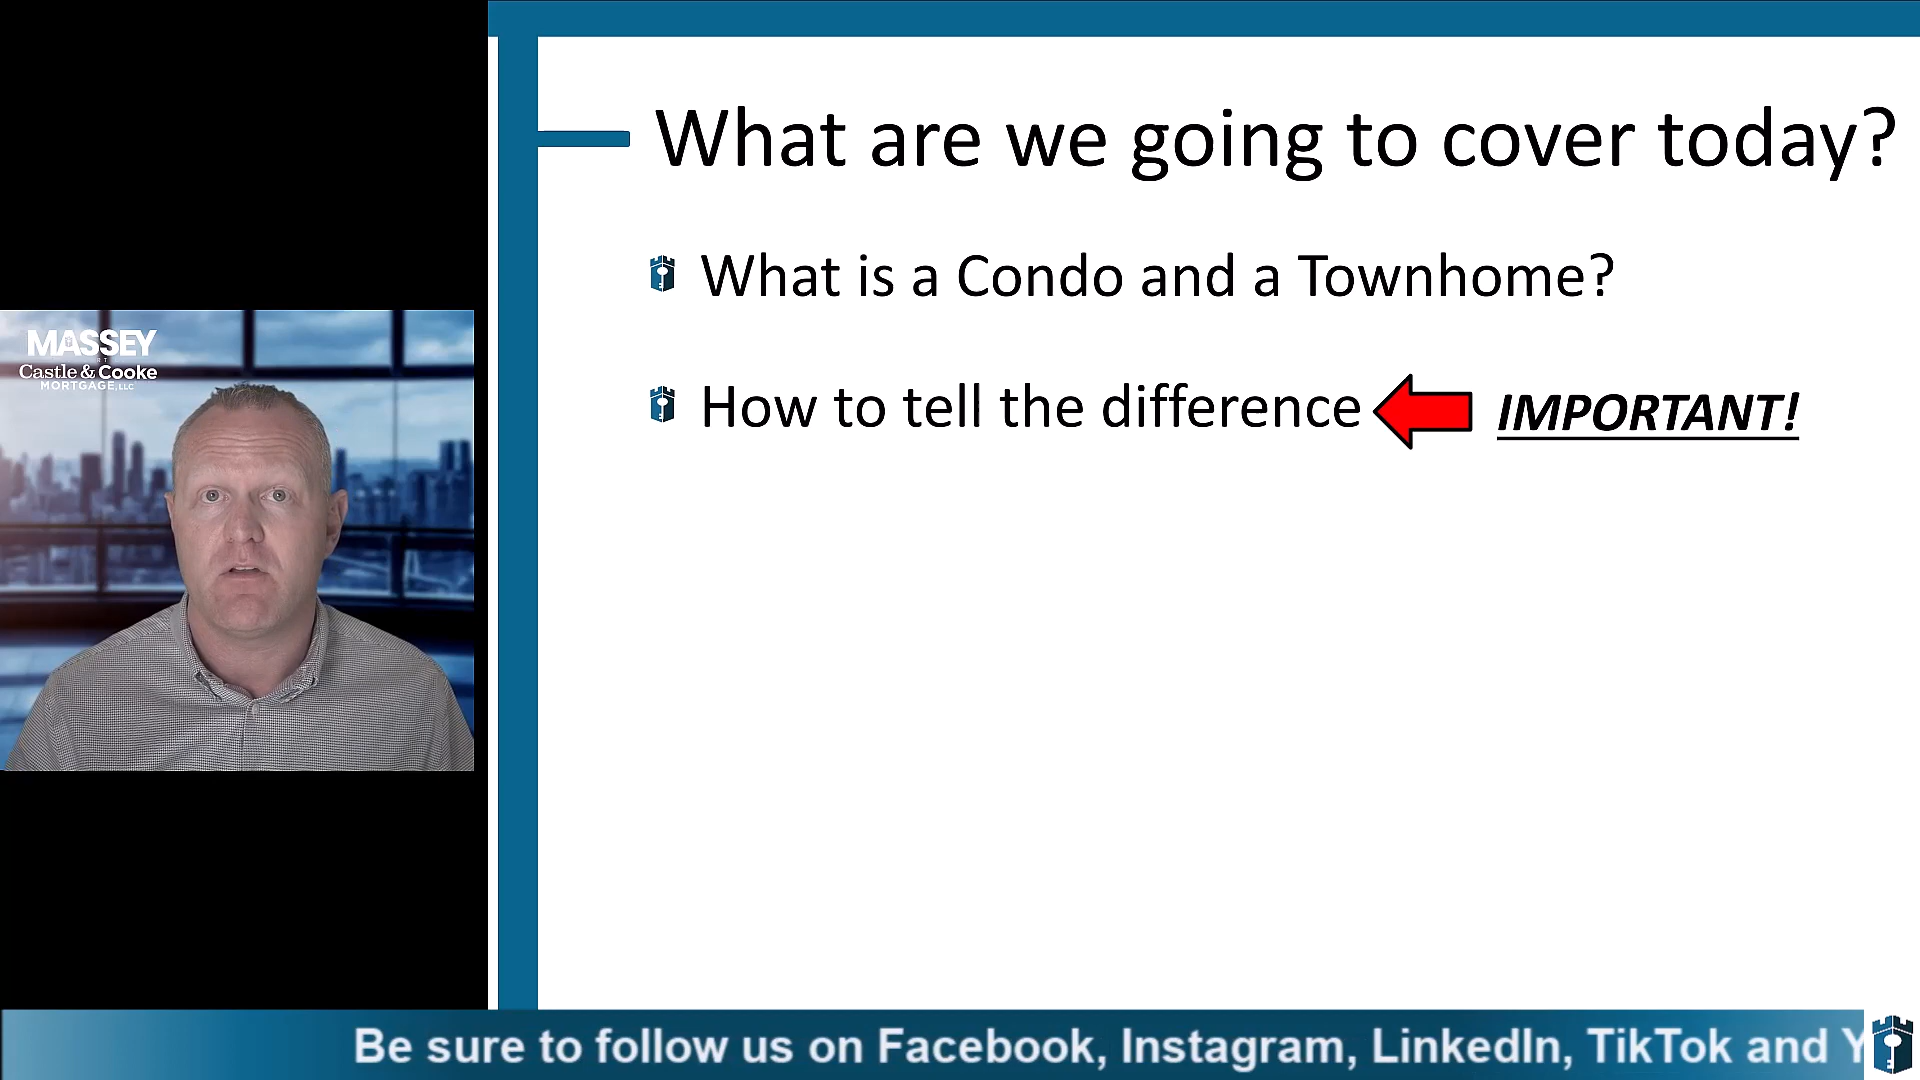 What are we going to cover today?
What is a Condo and a Townhome?
How to tell the difference
IMPORTANT!
MASSEY
Castle & Cooke
MORTGAGE, LLC
Be sure to follow us on Facebook, Instagram, LinkedIn, TikTok and Y